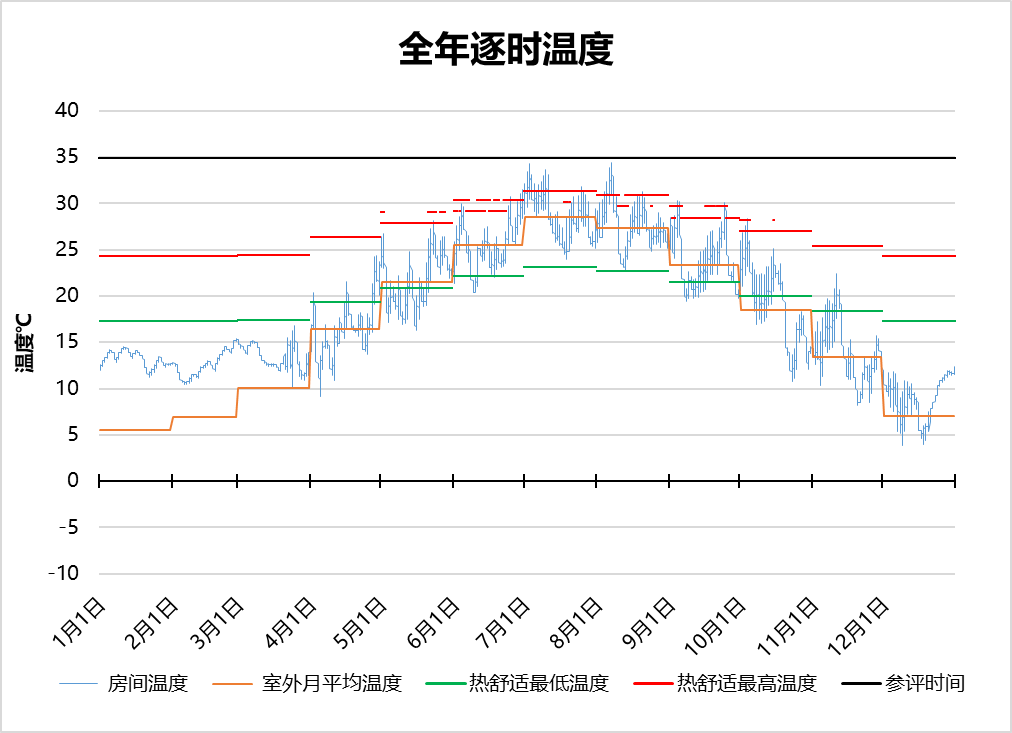 全年逐时温度
温度℃
40
35
30
25
20
15
10
5
0
-5
-10
1月1日
2月1日
3月1日
4月1日
5月1日
6月1日
7月1日
8月1日
9月1日
10月1日
11月1日
12月1日
房间温度 室外月平均温度 热舒适最低温度 热舒适最高温度 参评时间